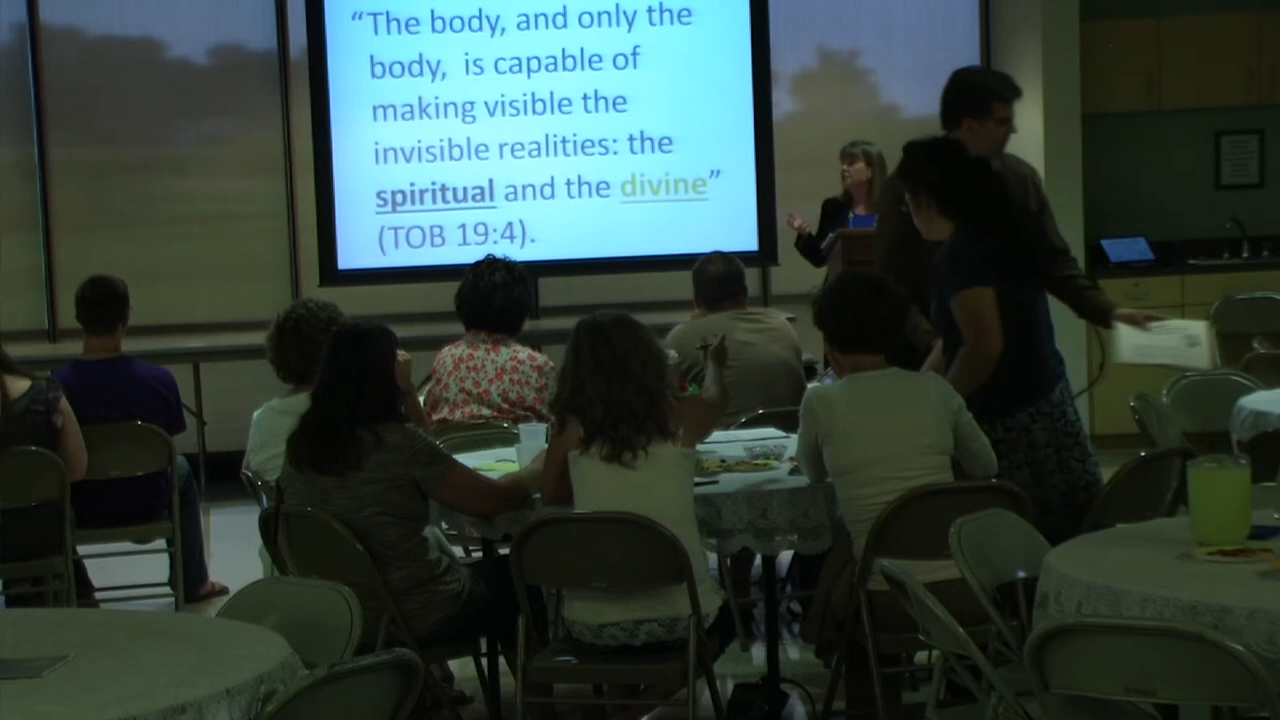 “The body, and only the
body, is capable of
making visible the
invisible realities: the
spiritual and the divine”
(TOB 19:4).